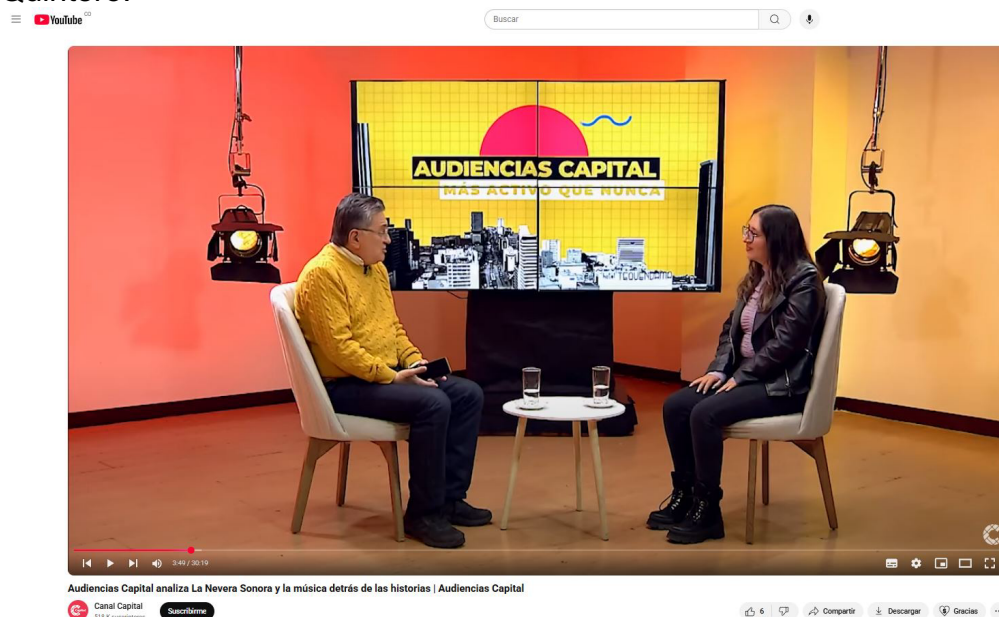 Quintero.
YouTube CO
Buscar
AUDIENCIAS CAPITAL
MÁS ACTIVO QUE NUNCA
3:49 / 30:19
Audiencias Capital analiza La Nevera Sonora y la música detrás de las historias | Audiencias Capital
Canal Capital
Suscribirme
6
Compartir
Descargar
Gracias